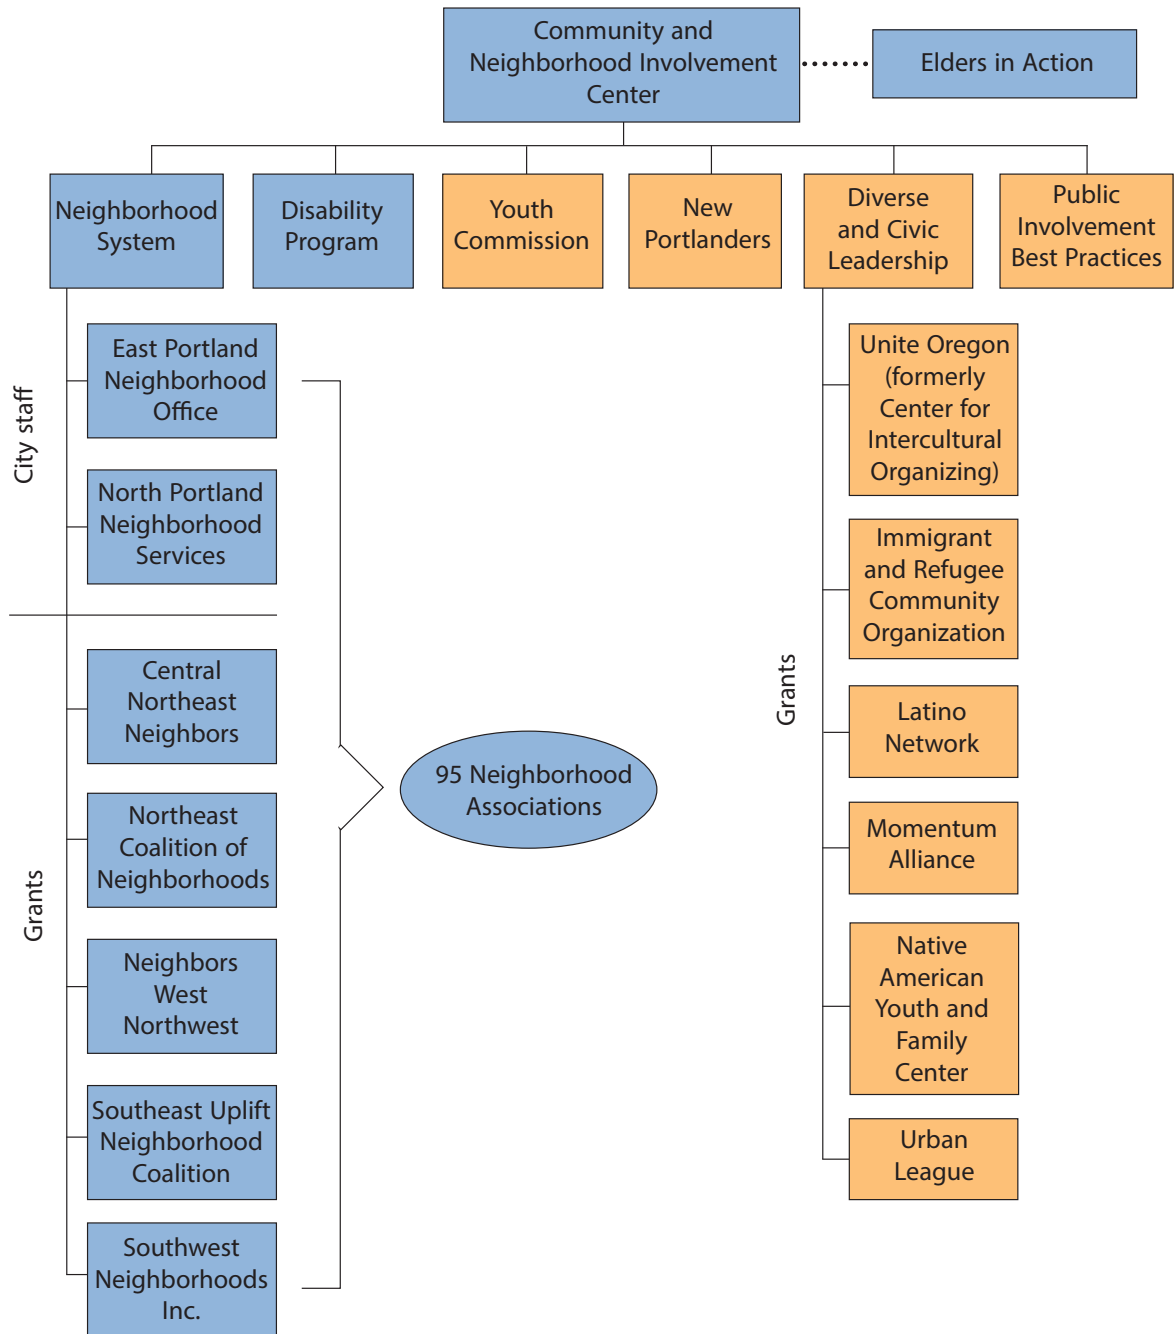 Community and
Neighborhood Involvement
Center
Elders in Action
Neighborhood
System
Disability
Program
Youth
Commission
New
Portlanders
Diverse
and Civic
Leadership
Public
Involvement
Best Practices
City staff
East Portland
Neighborhood
Office
North Portland
Neighborhood
Services
Grants
Central
Northeast
Neighbors
Northeast
Coalition of
Neighborhoods
Neighbors
West
Northwest
Southeast Uplift
Neighborhood
Coalition
Southwest
Neighborhoods
Inc.
95 Neighborhood
Associations
Grants
Unite Oregon
(formerly
Center for
Intercultural
Organizing)
Immigrant
and Refugee
Community
Organization
Latino
Network
Momentum
Alliance
Native
American
Youth and
Family
Center
Urban
League